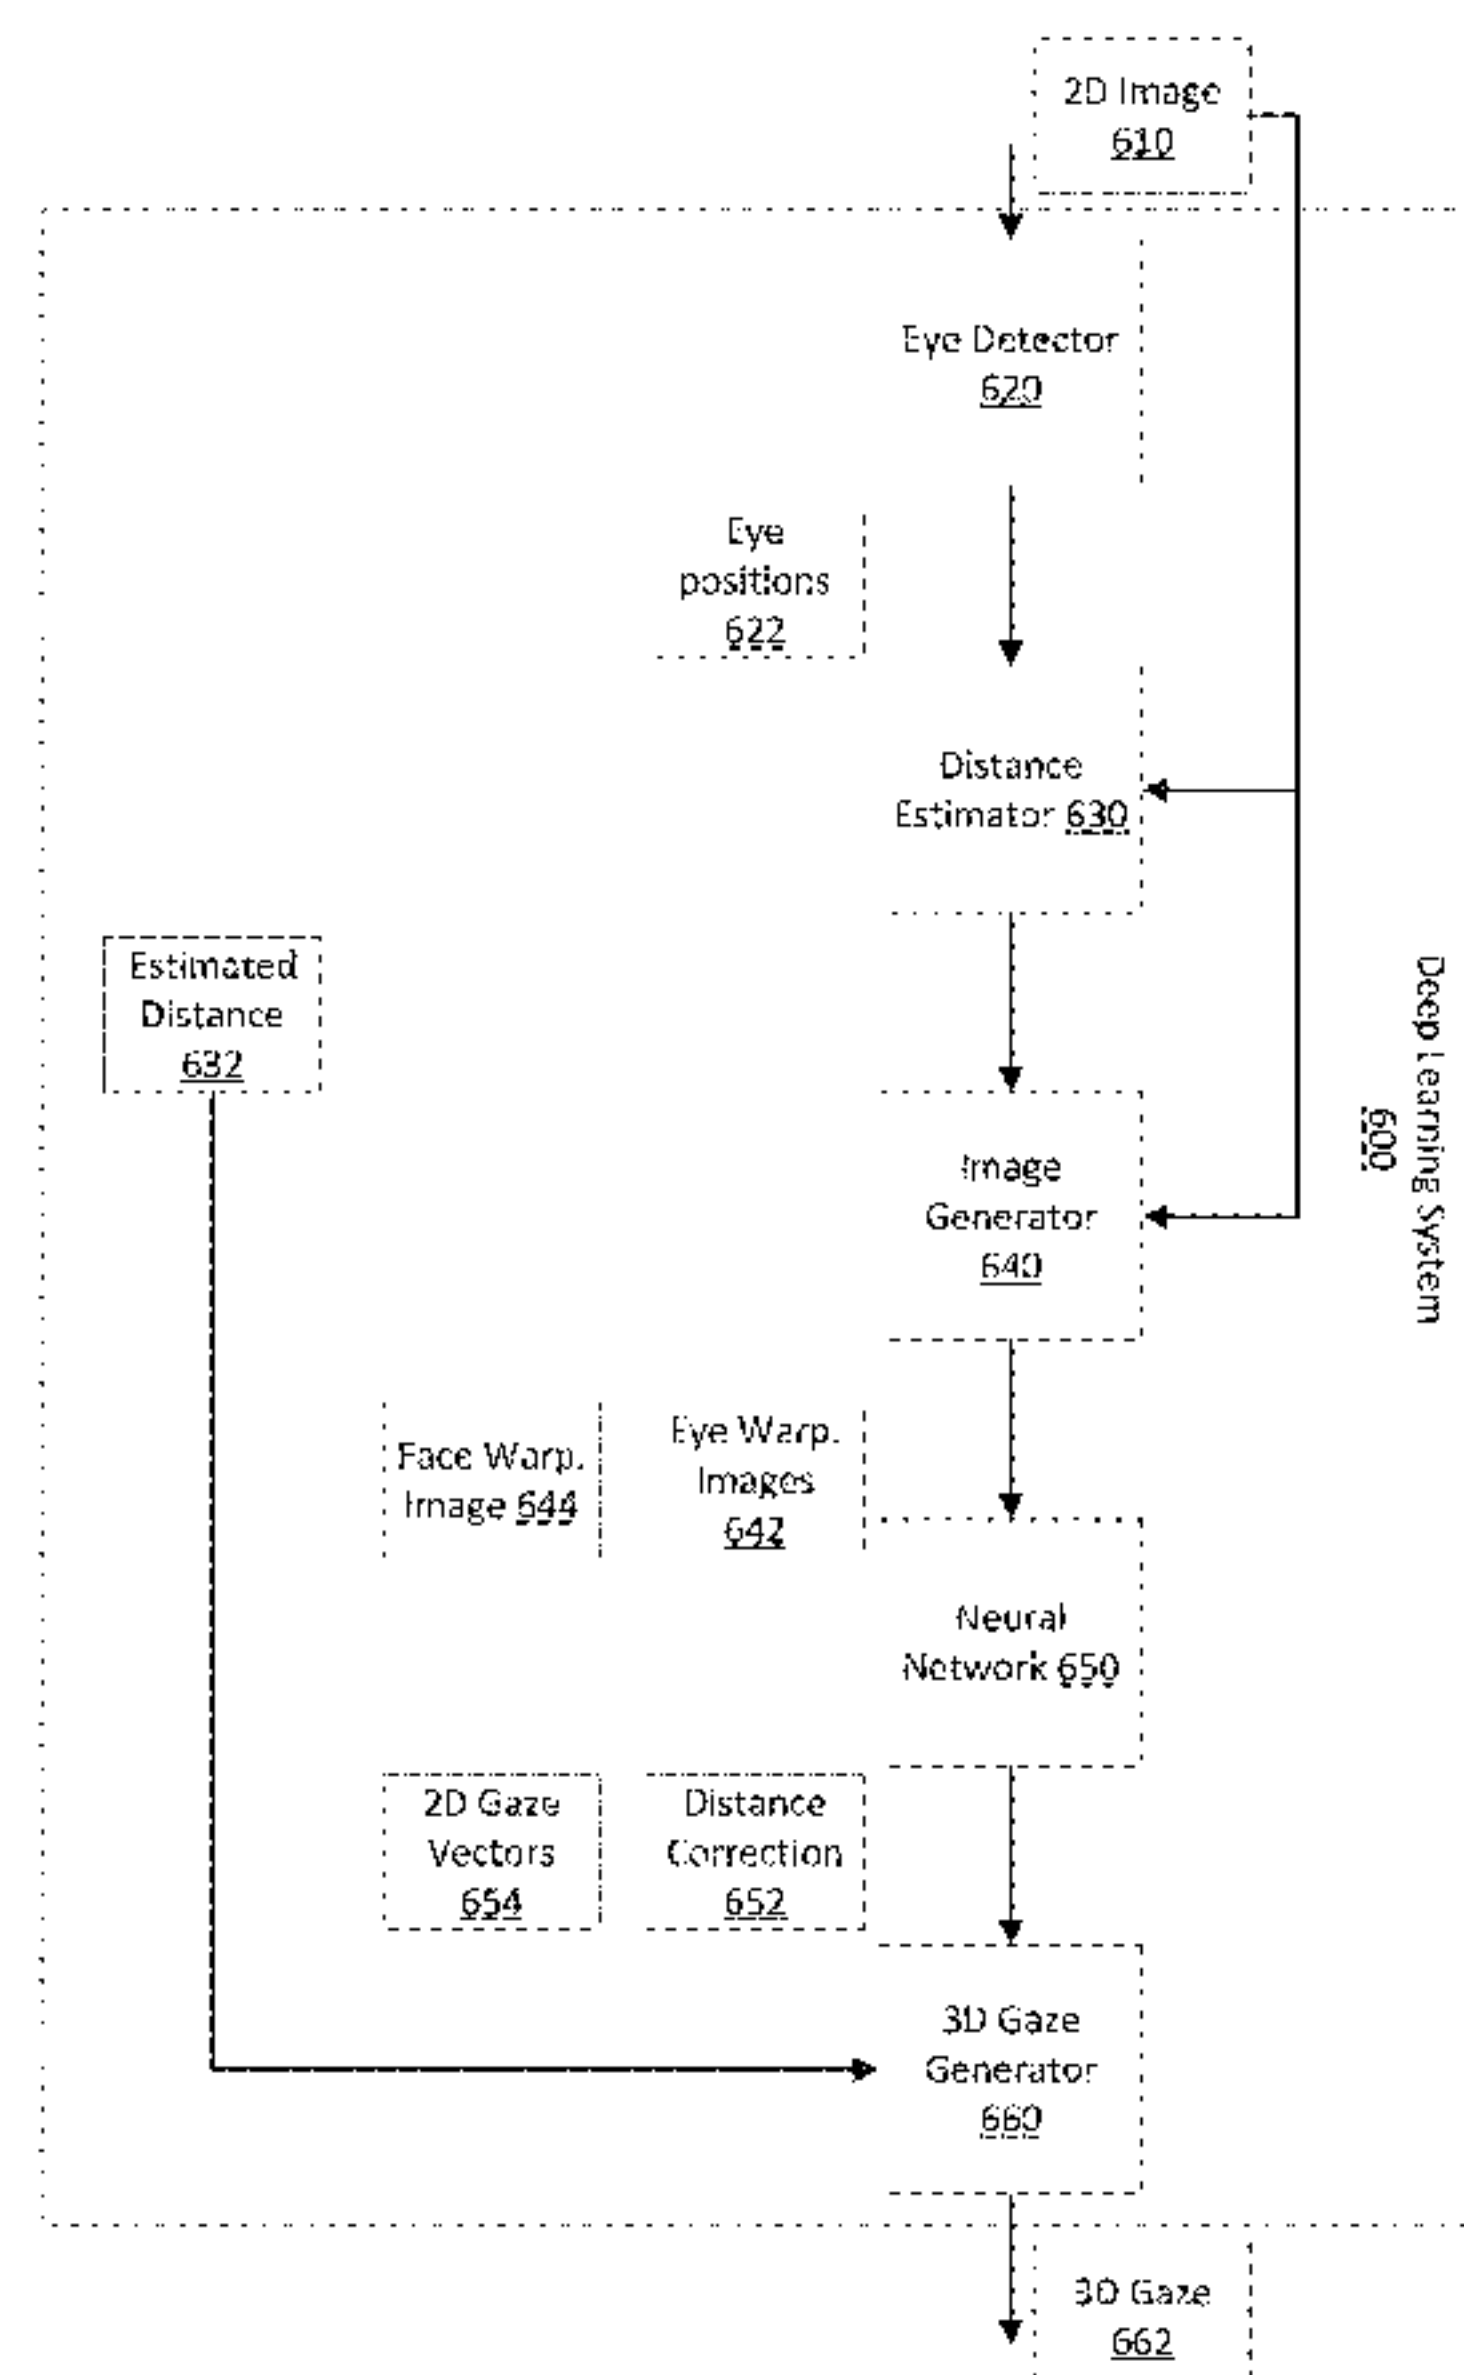 2D Image
610
Eye Detector
620
Eye
positions
622
Distance
Estimator 630
Estimated
Distance
632
Deep Learning System
600
Image
Generator
640
Face Warp.
Image 644
Eye Warp.
Images
642
Neural
Network 650
2D Gaze
Vectors
654
Distance
Correction
652
3D Gaze
Generator
660
3D Gaze
662